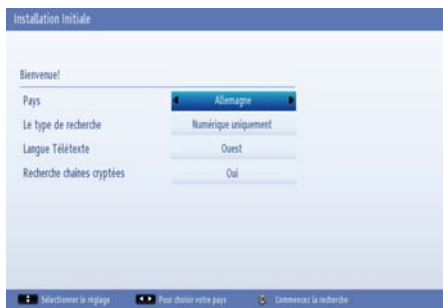 Installation Initiale
Bienvenue!
Pays Allemagne
Le type de recherche Numérique uniquement
Langue Télétexte Ouest
Recherche chaînes cryptées Oui
Sélectionner le réglage Pour choisir votre pays Commencez la recherche